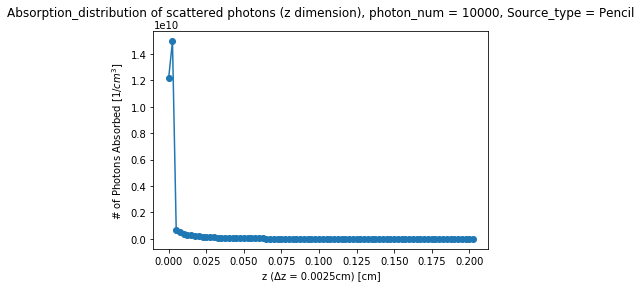 Absorption_distribution of scattered photons (z dimension), photon_num = 10000, Source_type = Pencil
1e10
1.4
1.2
1.0
0.8
0.6
0.4
0.2
0.0
# of Photons Absorbed [1/cm³]
0.000 0.025 0.050 0.075 0.100 0.125 0.150 0.175 0.200
z (Δz = 0.0025cm) [cm]